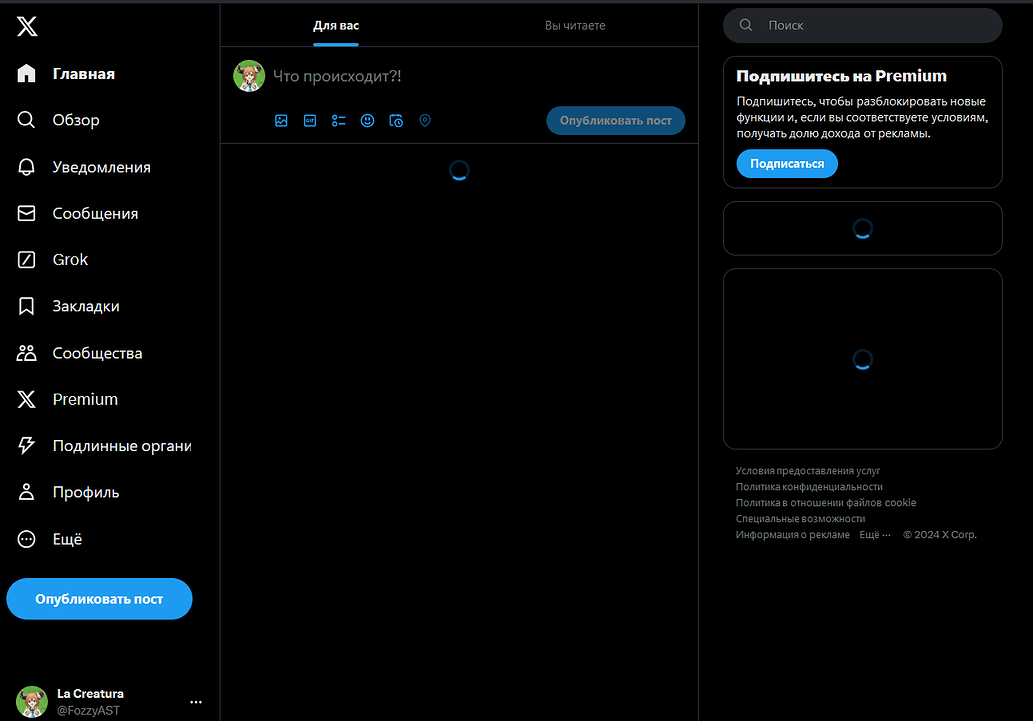 Главная
Обзор
Уведомления
Сообщения
Grok
Закладки
Сообщества
Premium
Подлинные органи
Профиль
Ещё
Опубликовать пост
La Creatura
@FozzyAST
Для вас
Вы читаете
Что происходит?!
GIF
Опубликовать пост
Поиск
Подпишитесь на Premium
Подпишитесь, чтобы разблокировать новые
функции и, если вы соответствуете условиям,
получать долю дохода от рекламы.
Подписаться
Условия предоставления услуг
Политика конфиденциальности
Политика в отношении файлов cookie
Специальные возможности
Информация о рекламе Ещё ··· © 2024 X Corp.